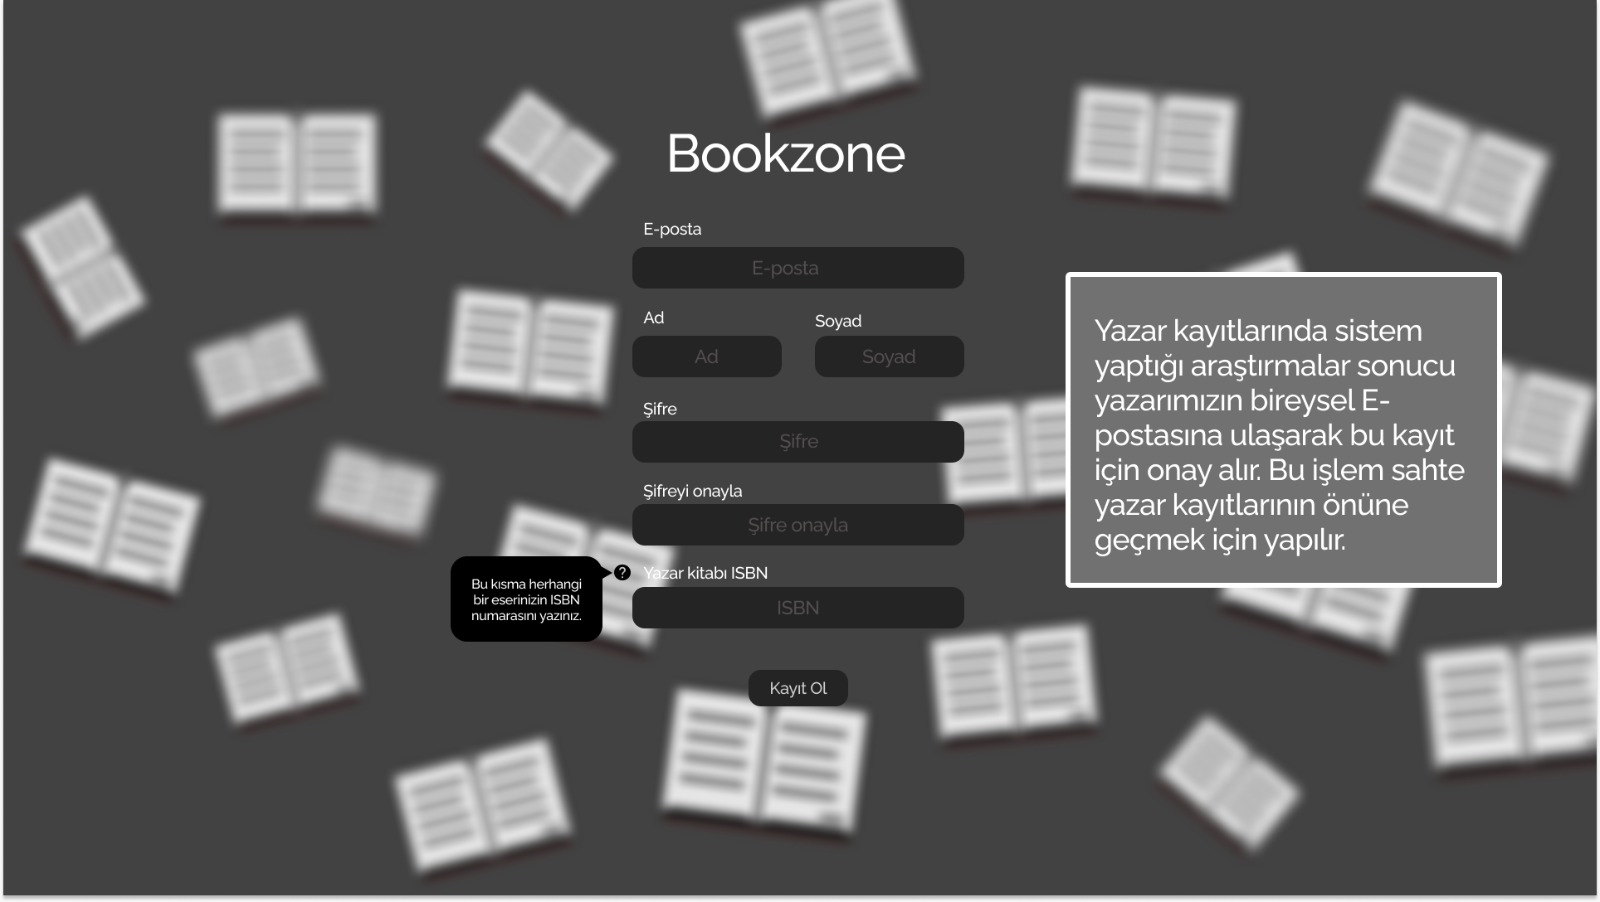 Bookzone
E-posta
E-posta
Ad
Soyad
Ad
Soyad
Şifre
Şifre
Şifreyi onayla
Şifre onayla
Yazar kitabı ISBN
ISBN
Bu kısma herhangi
bir eserinizin ISBN
numarasını yazınız.
?
Kayıt Ol
Yazar kayıtlarında sistem
yaptığı araştırmalar sonucu
yazarımızın bireysel E-
postasına ulaşarak bu kayıt
için onay alır. Bu işlem sahte
yazar kayıtlarının önüne
geçmek için yapılır.